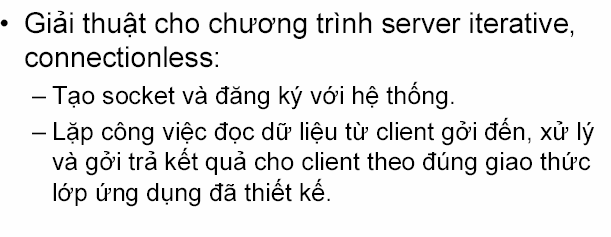 • Giải thuật cho chương trình server iterative,
connectionless:
– Tạo socket và đăng ký với hệ thống.
– Lặp công việc đọc dữ liệu từ client gởi đến, xử lý
và gởi trả kết quả cho client theo đúng giao thức
lớp ứng dụng đã thiết kế.